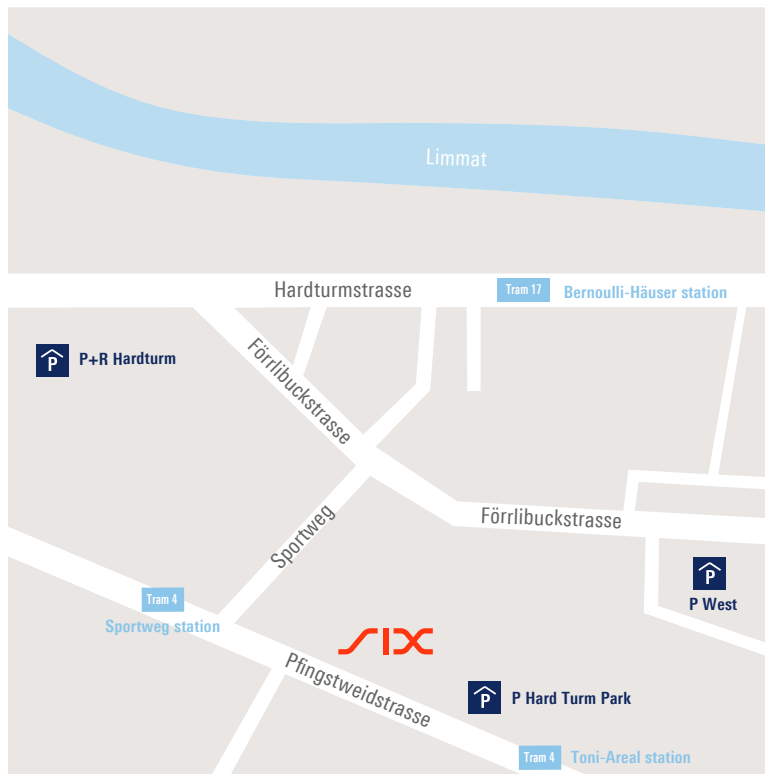 Limmat
Hardturmstrasse
Tram 17
Bernoulli-Häuser station
P
P+R Hardturm
Förrlibuckstrasse
Förrlibuckstrasse
Sportweg
P
P West
Tram 4
Sportweg station
SIX
Pfingstweidstrasse
P
P Hard Turm Park
Tram 4
Toni-Areal station